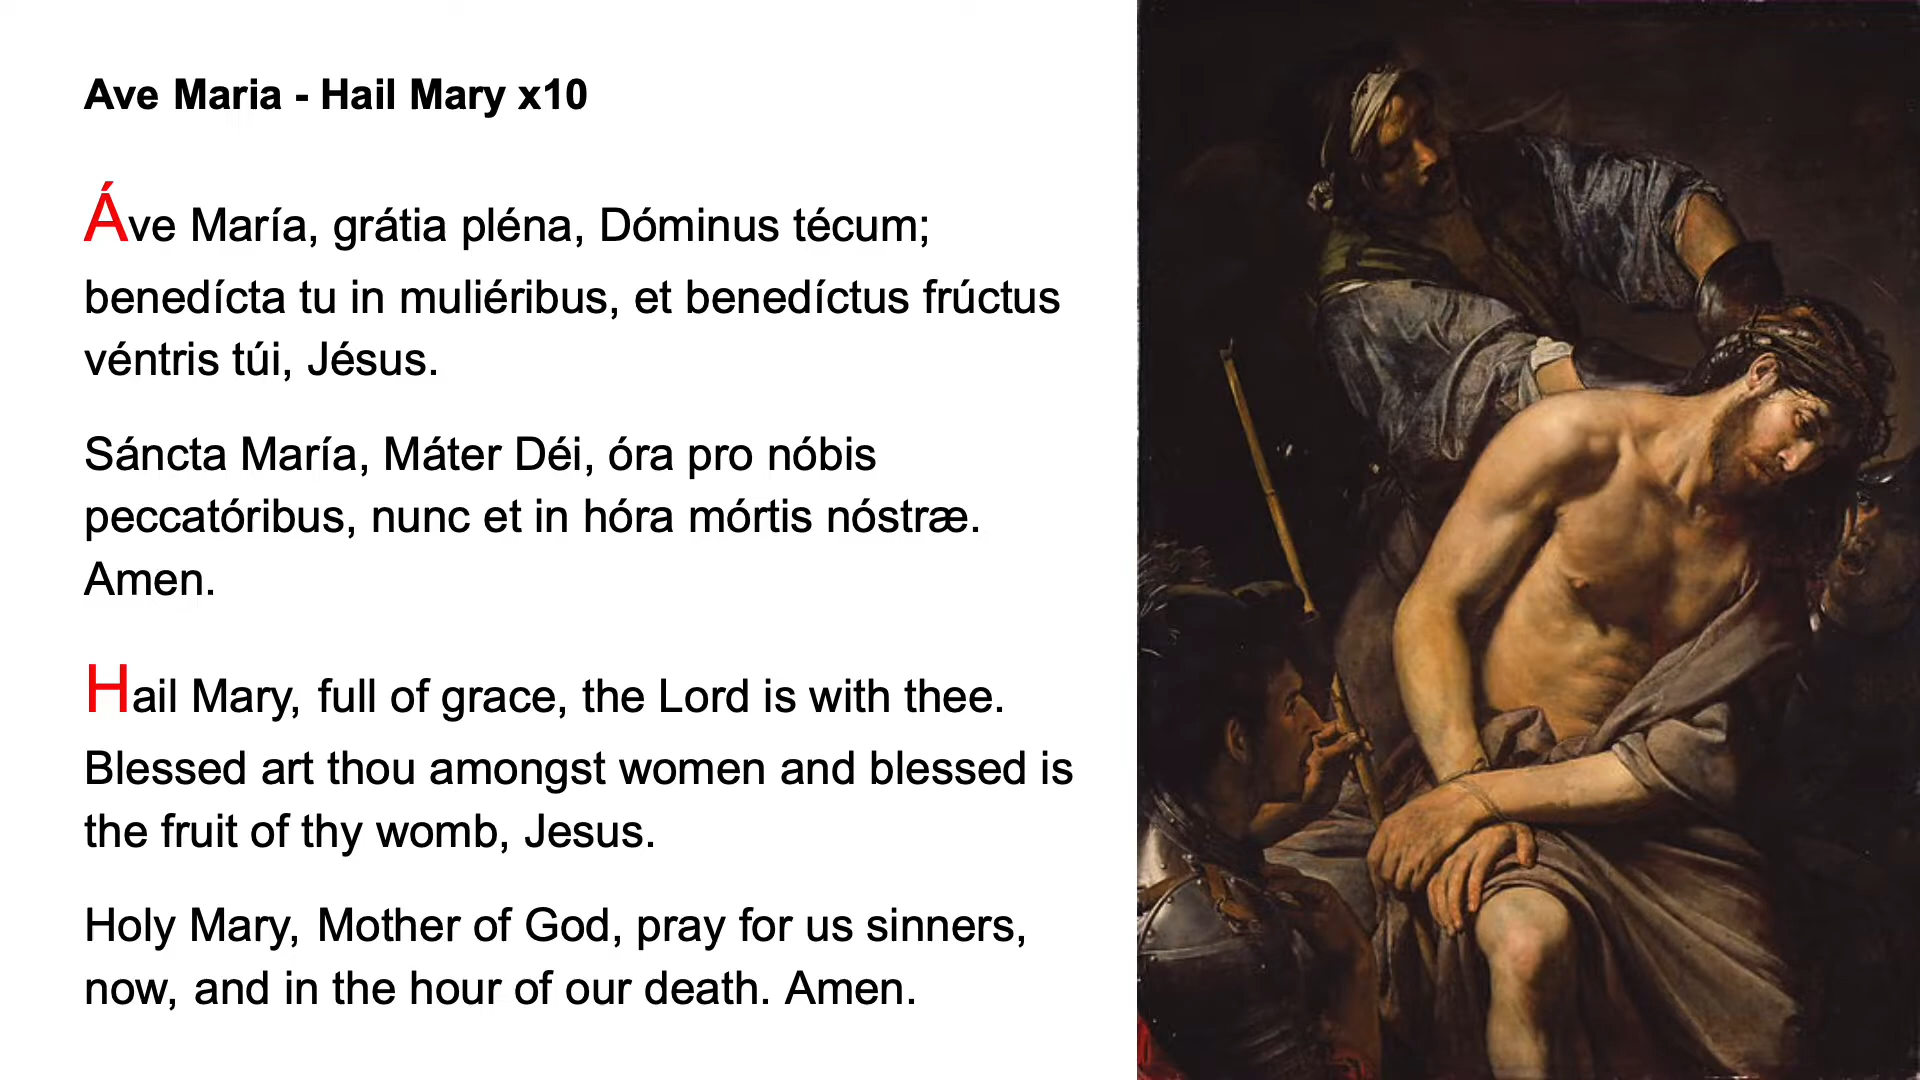 Ave Maria - Hail Mary x10
Áve María, grátia pléna, Dóminus técum;
benedícta tu in muliéribus, et benedíctus frúctus
véntris túi, Jésus.
Sáncta María, Máter Déi, óra pro nóbis
peccatóribus, nunc et in hóra mórtis nóstræ.
Amen.
Hail Mary, full of grace, the Lord is with thee.
Blessed art thou amongst women and blessed is
the fruit of thy womb, Jesus.
Holy Mary, Mother of God, pray for us sinners,
now, and in the hour of our death. Amen.